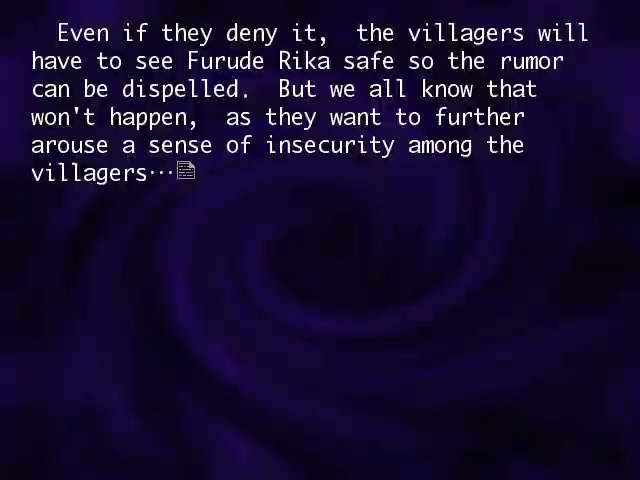 Even if they deny it,  the villagers will
have to see Furude Rika safe so the rumor
can be dispelled.  But we all know that
won't happen,  as they want to further
arouse a sense of insecurity among the
villagers…